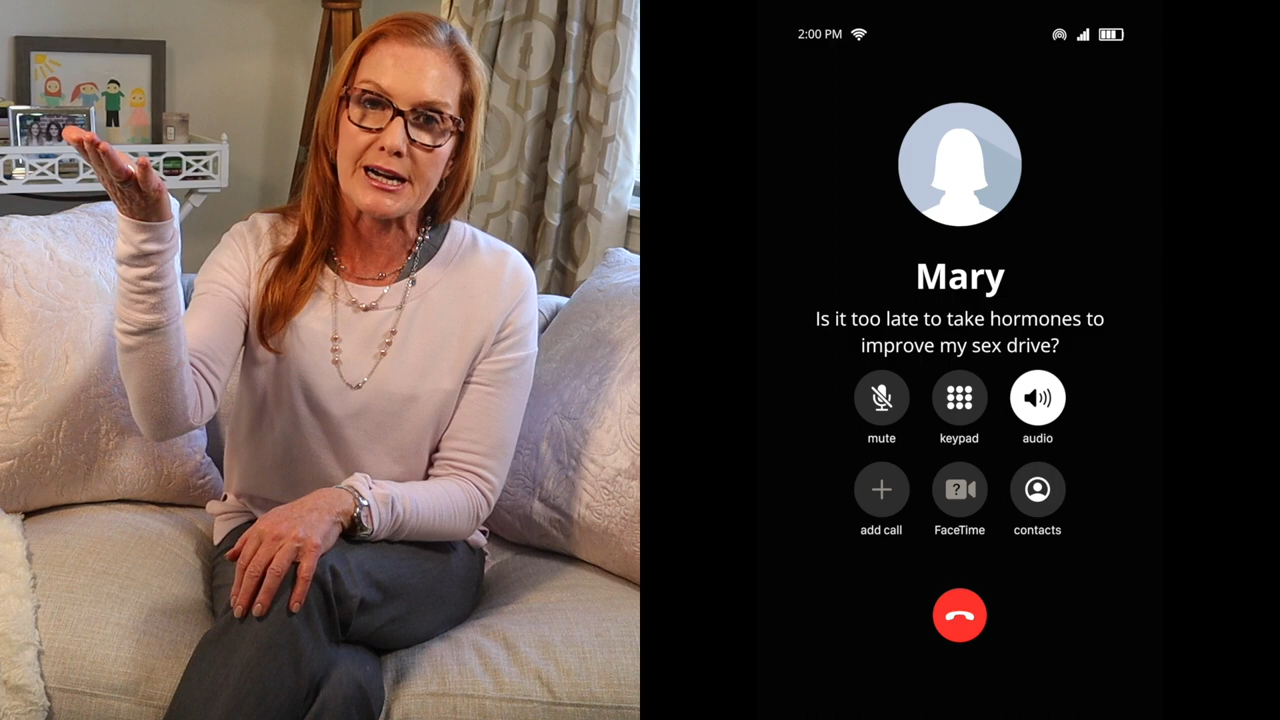 2:00 PM
Mary
Is it too late to take hormones to
improve my sex drive?
mute
keypad
audio
?
add call
FaceTime
contacts